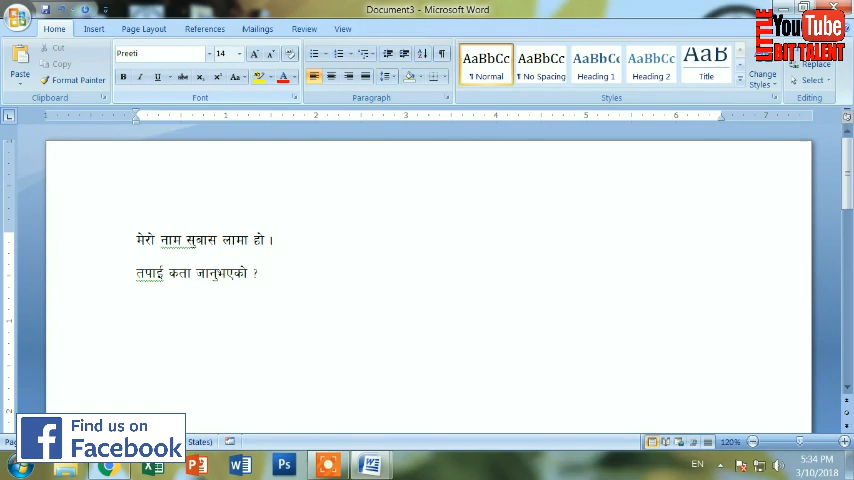 Document3 - Microsoft Word
Home Insert Page Layout References Mailings Review View
Cut
Copy
Format Painter
Paste
Clipboard
Preeti 14
Font
Paragraph
AaBbCc AaBbCc AaBbCc AaBbCc AaB
¶ Normal ¶ No Spacing Heading 1 Heading 2 Title
Change Styles
Styles
Replace
Select
Editing
LITTLE BIT TALENT
YouTube
मेरो नाम सुबास लामा हो ।
तपाई कता जानुभएको ?
Find us on
Facebook
States)
120%
EN
5:34 PM
3/10/2018